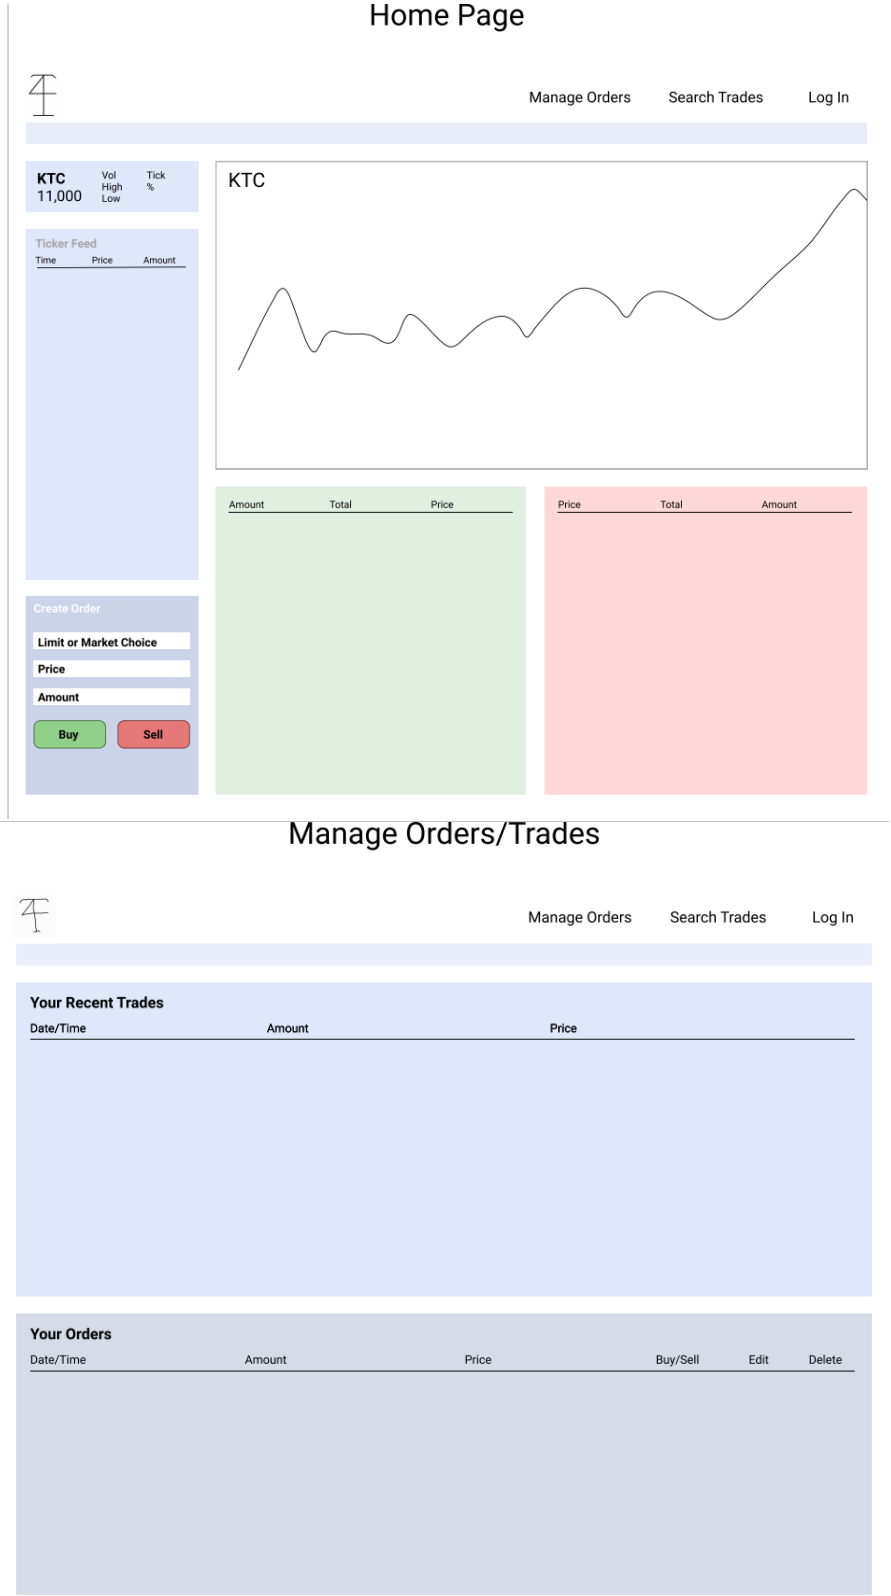 Home Page
Manage Orders Search Trades Log In
KTC
11,000
Vol
High
Low
Tick
%
Ticker Feed
Time Price Amount
Create Order
Limit or Market Choice
Price
Amount
Buy Sell
KTC
Amount Total Price
Price Total Amount
Manage Orders/Trades
Manage Orders Search Trades Log In
Your Recent Trades
Date/Time Amount Price
Your Orders
Date/Time Amount Price Buy/Sell Edit Delete